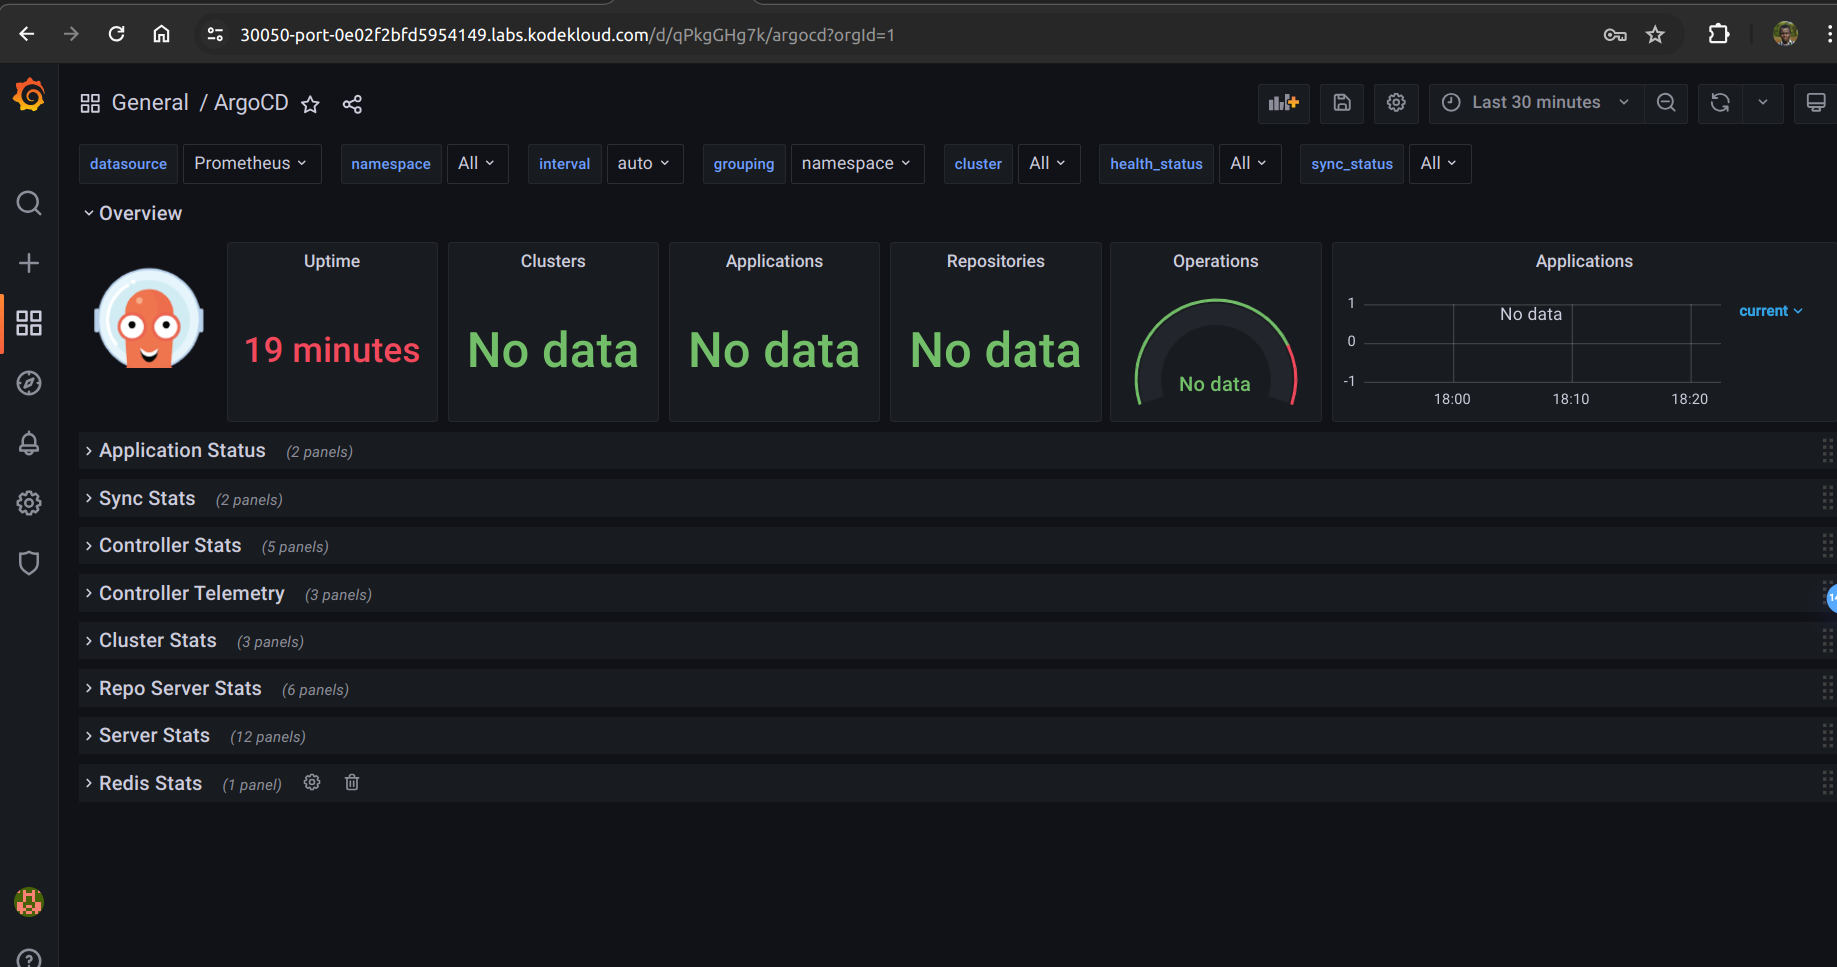 30050-port-0e02f2bfd5954149.labs.kodekloud.com/d/qPkgGHg7k/argocd?orgId=1
General / ArgoCD
Last 30 minutes
datasource Prometheus namespace All interval auto grouping namespace cluster All health_status All sync_status All
Overview
Uptime
19 minutes
Clusters
No data
Applications
No data
Repositories
No data
Operations
No data
Applications
1
0
-1
No data
18:00 18:10 18:20
current
Application Status (2 panels)
Sync Stats (2 panels)
Controller Stats (5 panels)
Controller Telemetry (3 panels)
Cluster Stats (3 panels)
Repo Server Stats (6 panels)
Server Stats (12 panels)
Redis Stats (1 panel)